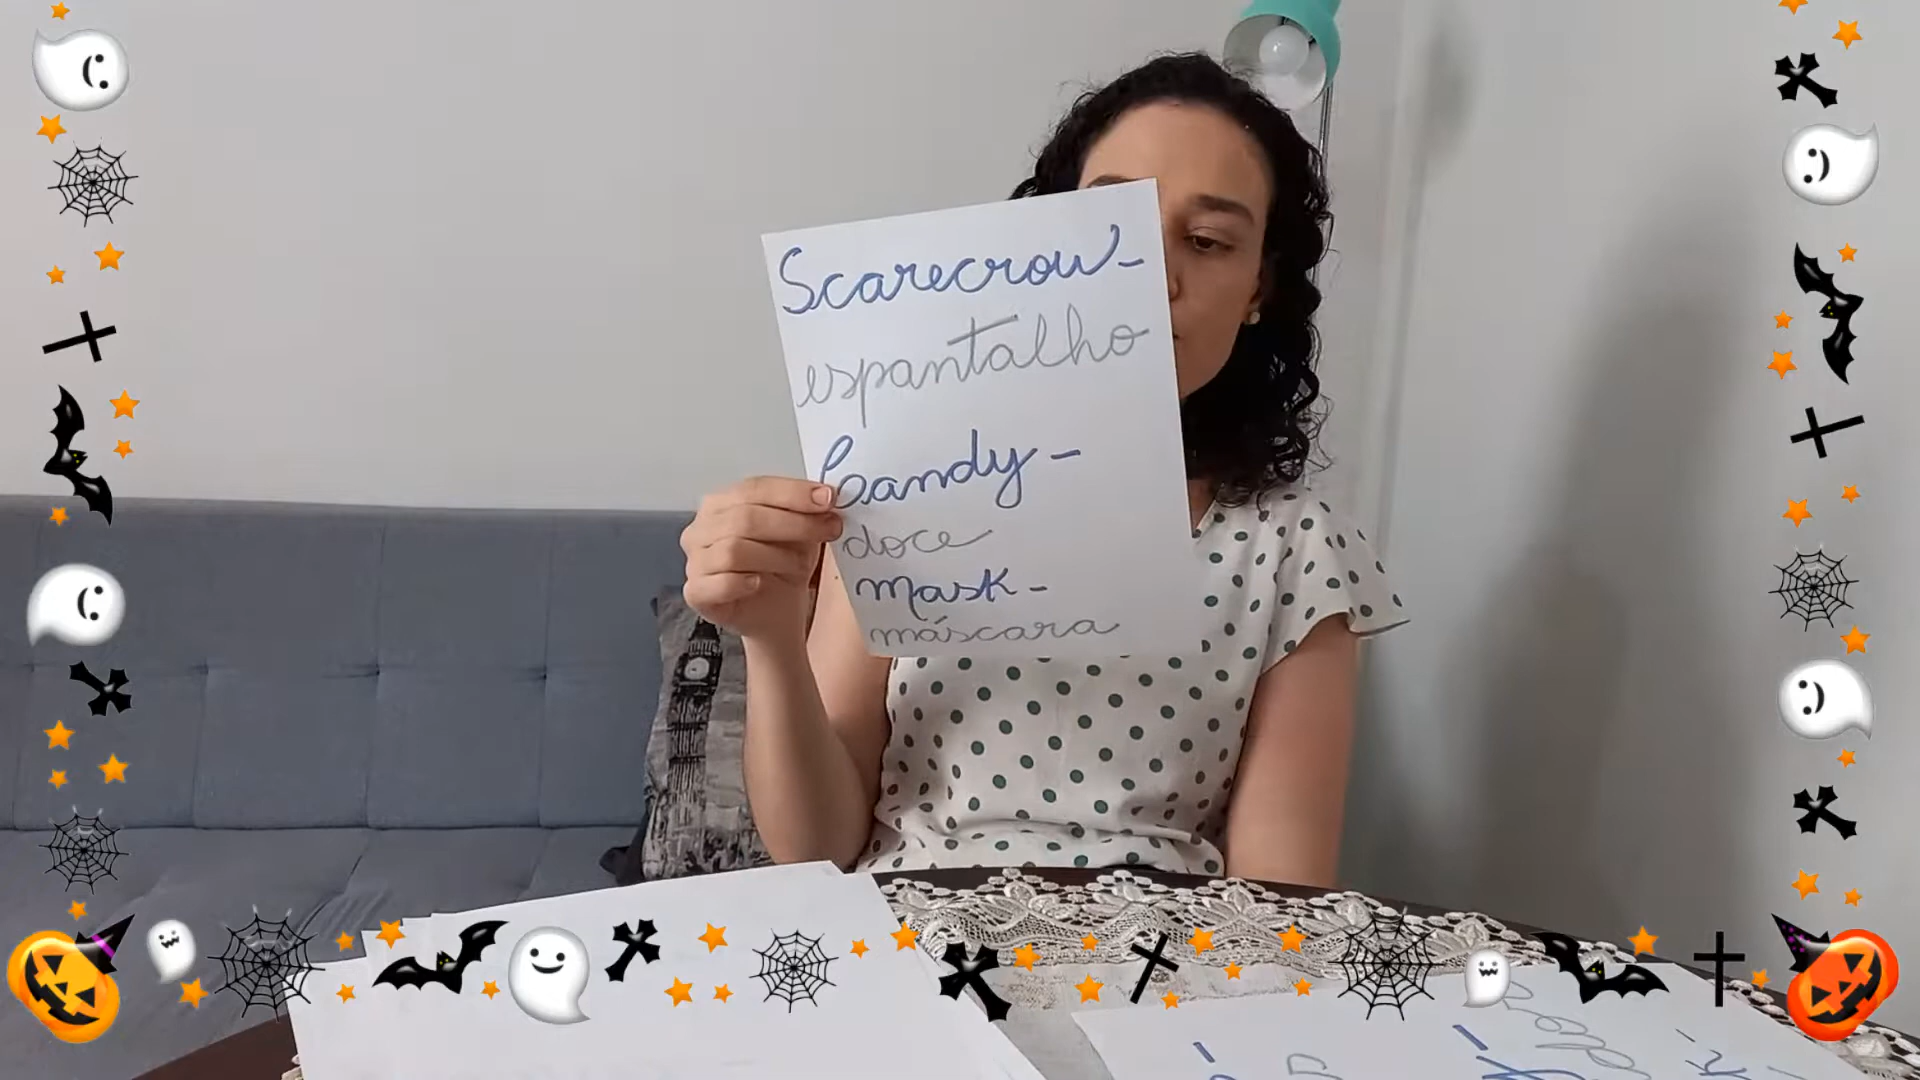 Scarecrow -
espantalho
Candy -
doce
mask -
máscara